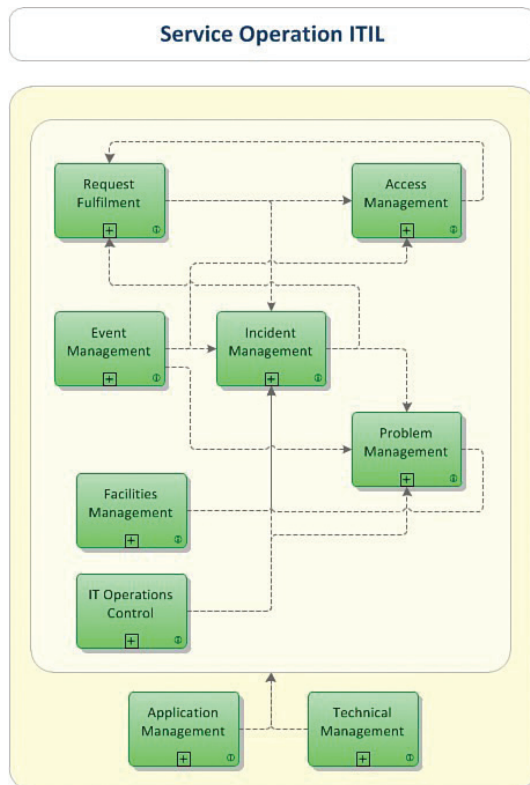 Service Operation ITIL
Request
Fulfilment
Access
Management
Event
Management
Incident
Management
Problem
Management
Facilities
Management
IT Operations
Control
Application
Management
Technical
Management